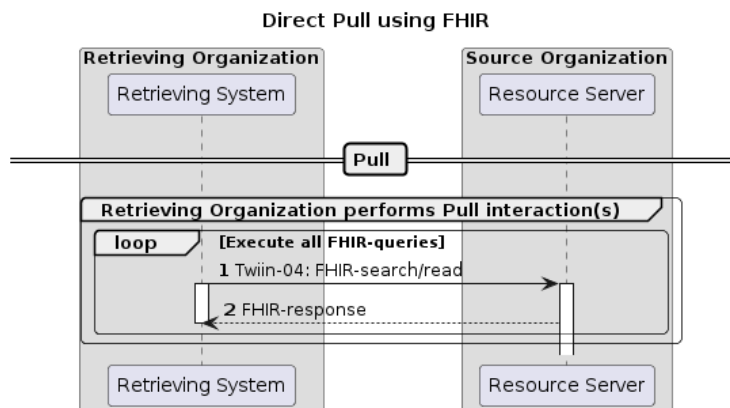 Direct Pull using FHIR
Retrieving Organization
Source Organization
Retrieving System
Resource Server
Pull
Retrieving Organization performs Pull interaction(s)
loop
[Execute all FHIR-queries]
1 Twiin-04: FHIR-search/read
2 FHIR-response
Retrieving System
Resource Server